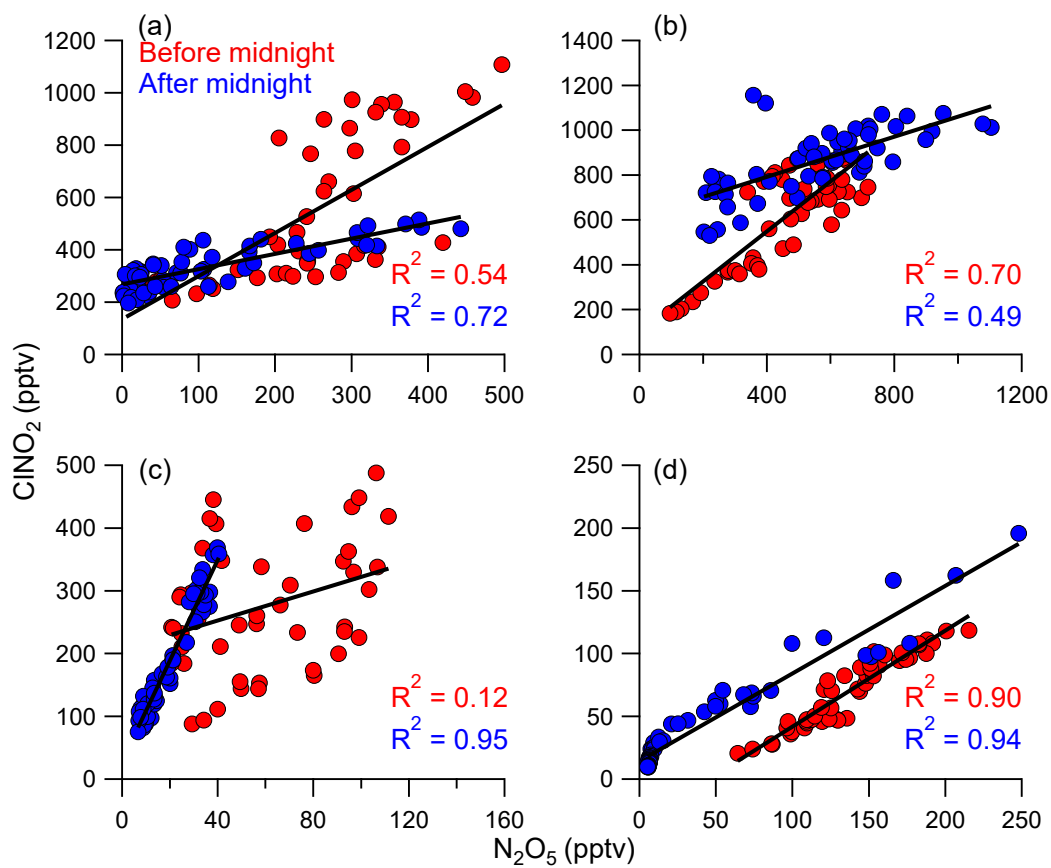 (a)
(b)
1200
1000
800
600
400
200
0
Before midnight
After midnight
R² = 0.54
R² = 0.72
0 100 200 300 400 500
1400
1200
1000
800
600
400
200
0
R² = 0.70
R² = 0.49
0 400 800 1200
ClNO₂ (pptv)
(c)
(d)
500
400
300
200
100
0
R² = 0.12
R² = 0.95
0 40 80 120 160
250
200
150
100
50
0
R² = 0.90
R² = 0.94
0 50 100 150 200 250
N₂O₅ (pptv)